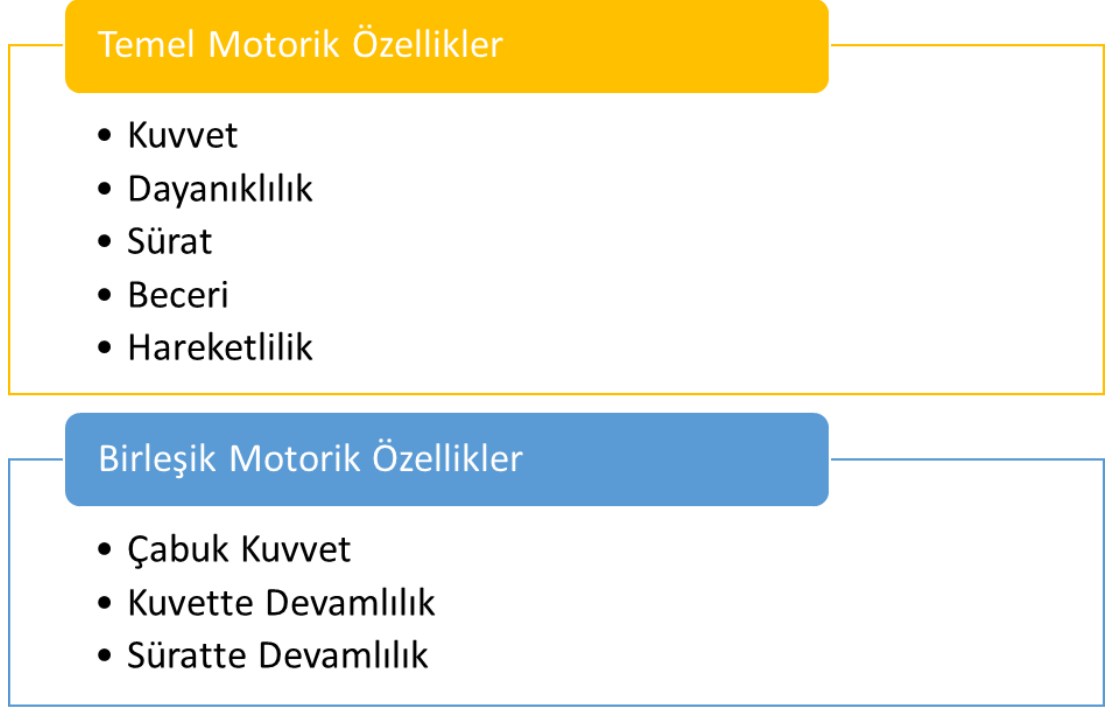 Temel Motorik Özellikler
• Kuvvet
• Dayanıklılık
• Sürat
• Beceri
• Hareketlilik
Birleşik Motorik Özellikler
• Çabuk Kuvvet
• Kuvette Devamlılık
• Süratte Devamlılık